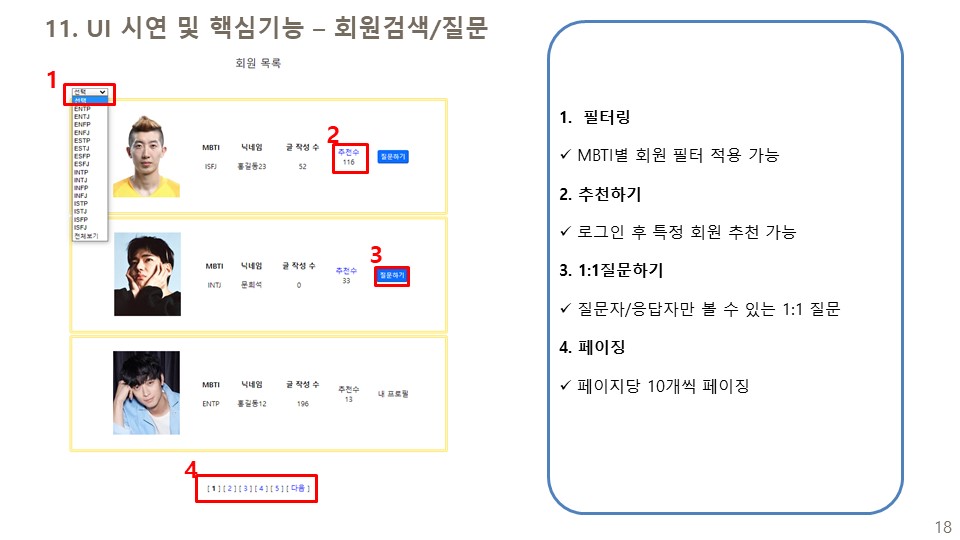 11. UI 시연 및 핵심기능 – 회원검색/질문
회원 목록
1
선택
선택
ENTP
ENTJ
ENFP
ENFJ
ESTP
ESTJ
ESFP
ESFJ
INTP
INTJ
INFP
INFJ
ISTP
ISTJ
ISFP
ISFJ
전체보기
2
MBTI 닉네임 글 작성 수 추천수 질문하기
ISFJ 홍길동23 52 116
3
MBTI 닉네임 글 작성 수 추천수 질문하기
INTJ 문희석 0 33
MBTI 닉네임 글 작성 수 추천수 내 프로필
ENTP 홍길동12 196 13
4
[ 1 ] [ 2 ] [ 3 ] [ 4 ] [ 5 ] [ 다음 ]
1. 필터링
✓ MBTI별 회원 필터 적용 가능
2. 추천하기
✓ 로그인 후 특정 회원 추천 가능
3. 1:1질문하기
✓ 질문자/응답자만 볼 수 있는 1:1 질문
4. 페이징
✓ 페이지당 10개씩 페이징
18